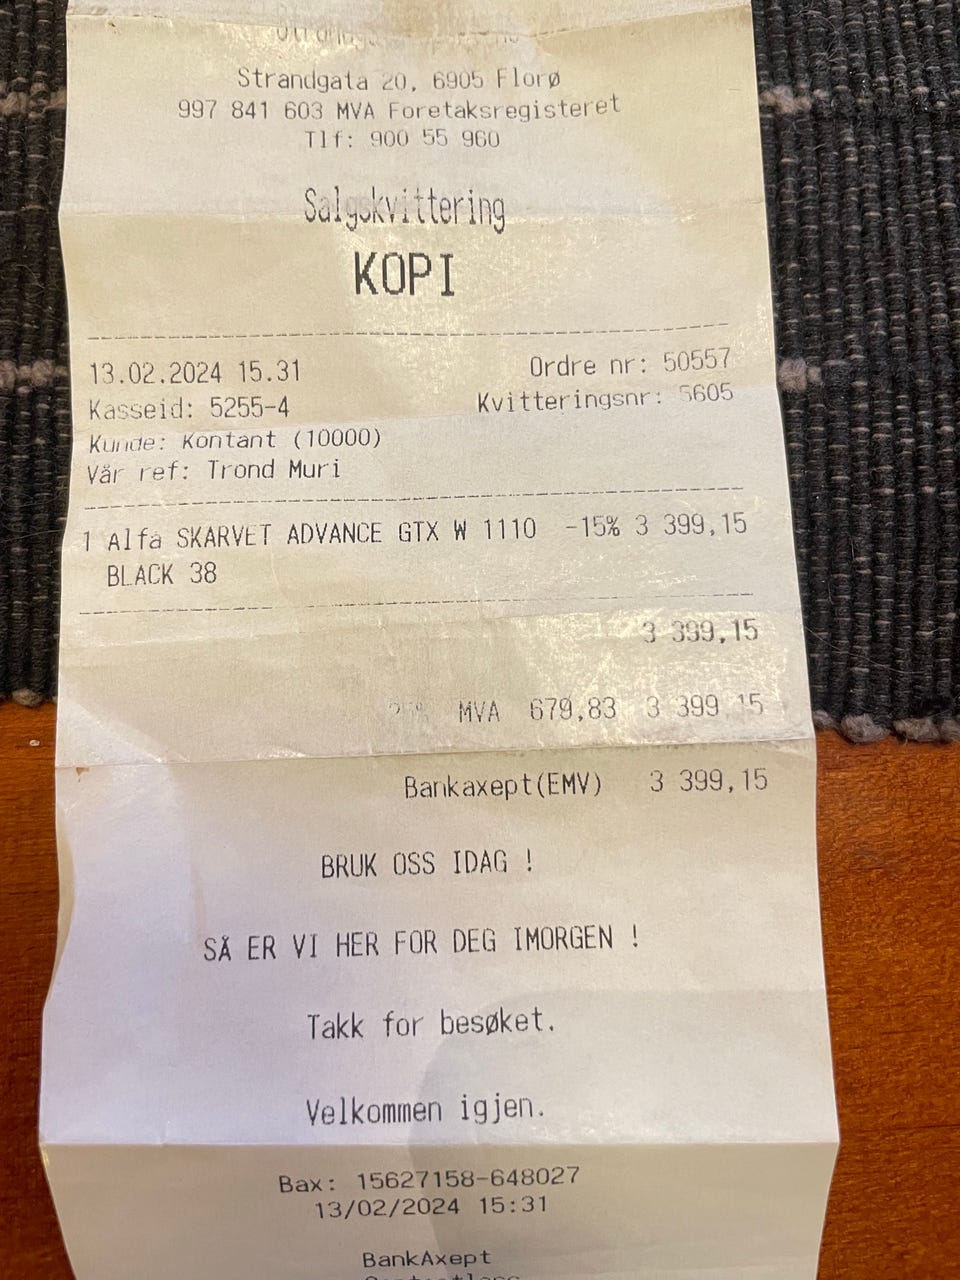 Strandgata 20, 6905 Florø
997 841 603 MVA Foretaksregisteret
Tlf: 900 55 960
Salgskvittering
KOPI
13.02.2024 15.31 Ordre nr: 50557
Kasseid: 5255-4 Kvitteringsnr: 5605
Kunde: Kontant (10000)
Vår ref: Trond Muri
1 Alfa SKARVET ADVANCE GTX W 1110 -15% 3 399,15
BLACK 38
3 399,15
MVA 679,83 3 399,15
Bankaxept(EMV) 3 399,15
BRUK OSS IDAG !
SÅ ER VI HER FOR DEG IMORGEN !
Takk for besøket.
Velkommen igjen.
Bax: 15627158-648027
13/02/2024 15:31
BankAxept